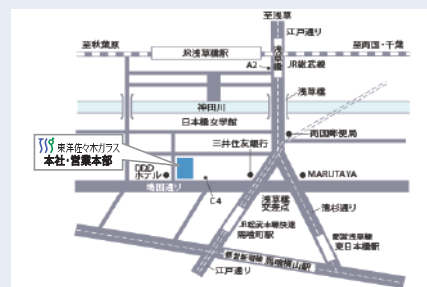 至浅草
江戸通り
至秋葉原
JR浅草橋駅
浅草橋
至両国・千葉
A2
JR総武線
浅草橋
神田川
日本橋女学館
両国郵便局
東洋佐々木ガラス
本社・営業本部
三井住友銀行
DDD
ホテル
MARUTAYA
靖国通り
C4
浅草橋
交差点
清杉通り
JR総武本線快速
馬喰町駅
都営浅草線
東日本橋駅
都営新宿線 馬喰横山駅
江戸通り